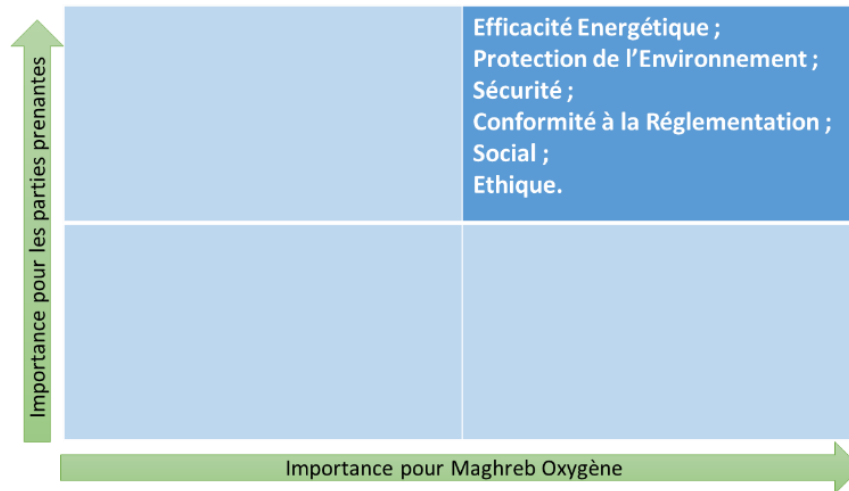 Efficacité Energétique ;
Protection de l'Environnement ;
Sécurité ;
Conformité à la Réglementation ;
Social ;
Ethique.
Importance pour les parties prenantes
Importance pour Maghreb Oxygène